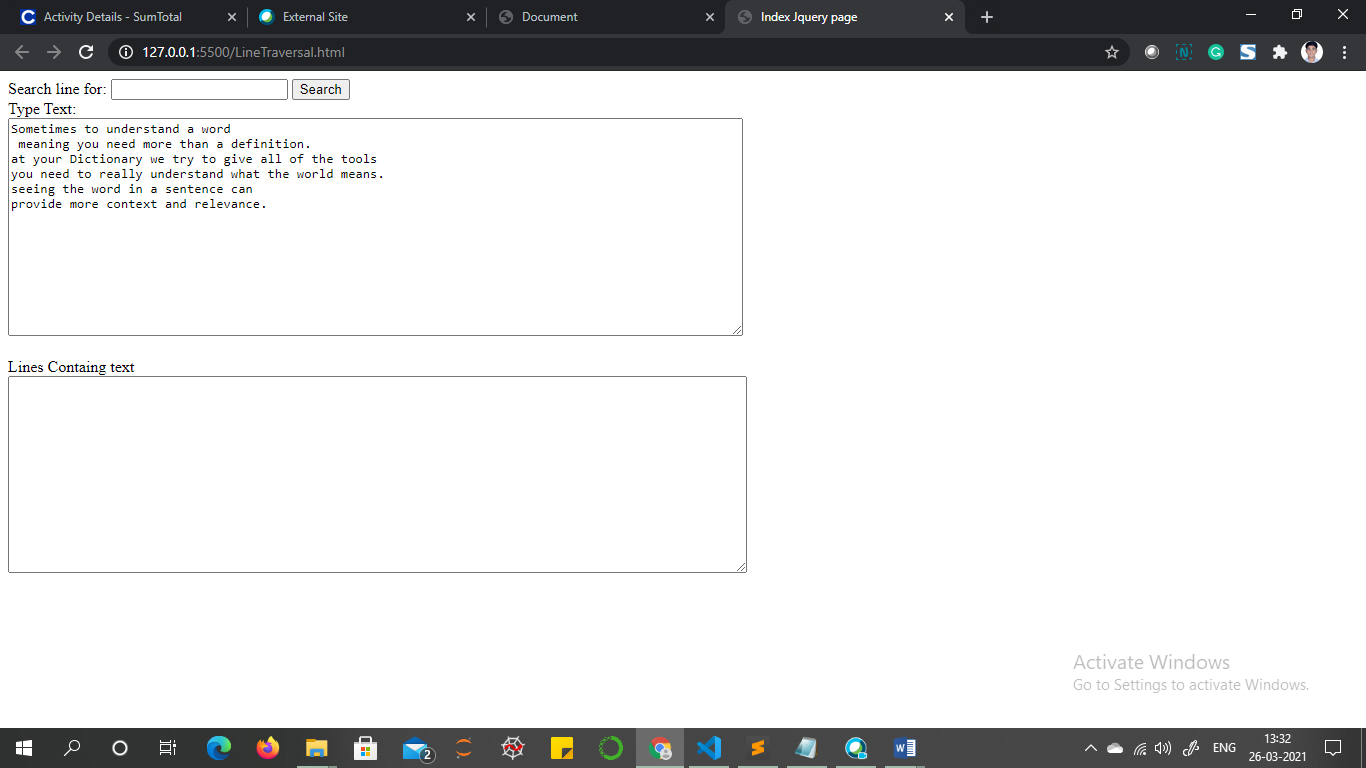 Activity Details - SumTotal
External Site
Document
Index Jquery page
127.0.0.1:5500/LineTraversal.html
Search line for:
Search
Type Text:
Sometimes to understand a word
meaning you need more than a definition.
at your Dictionary we try to give all of the tools
you need to really understand what the world means.
seeing the word in a sentence can
provide more context and relevance.
Lines Containg text
Activate Windows
Go to Settings to activate Windows.
2
ENG
13:32
26-03-2021